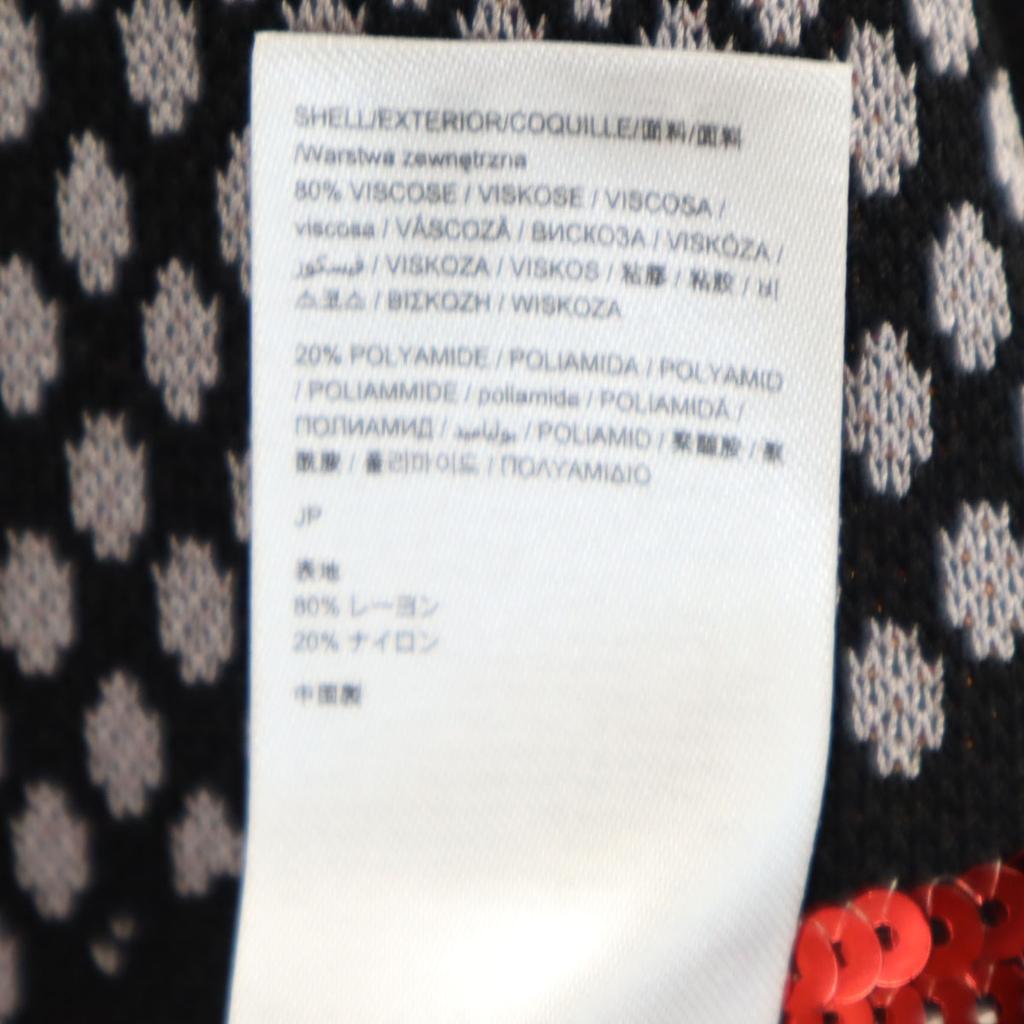 SHELL/EXTERIOR/COQUILLE/面料/面料
/Warstwa zewnętrzna
80% VISCOSE / VISKOSE / VISCOSA /
viscosa / VÂSCOZĂ / ВИСКОЗА / VISKÓZA /
فيسكوز / VISKOZA / VISKOS / 粘膠 / 粘胶 / 비
스코스 / ΒΙΣΚΟΖΗ / WISKOZA
20% POLYAMIDE / POLIAMIDA / POLYAMID
/ POLIAMMIDE / poliamida / POLIAMIDĂ /
ПОЛИАМИД / / POLIAMID / 聚醯胺 / 聚
酰胺 / 폴리아미드 / ΠΟΛΥΑΜΙΔΙΟ
JP
表地
80% レーヨン
20% ナイロン
中国製